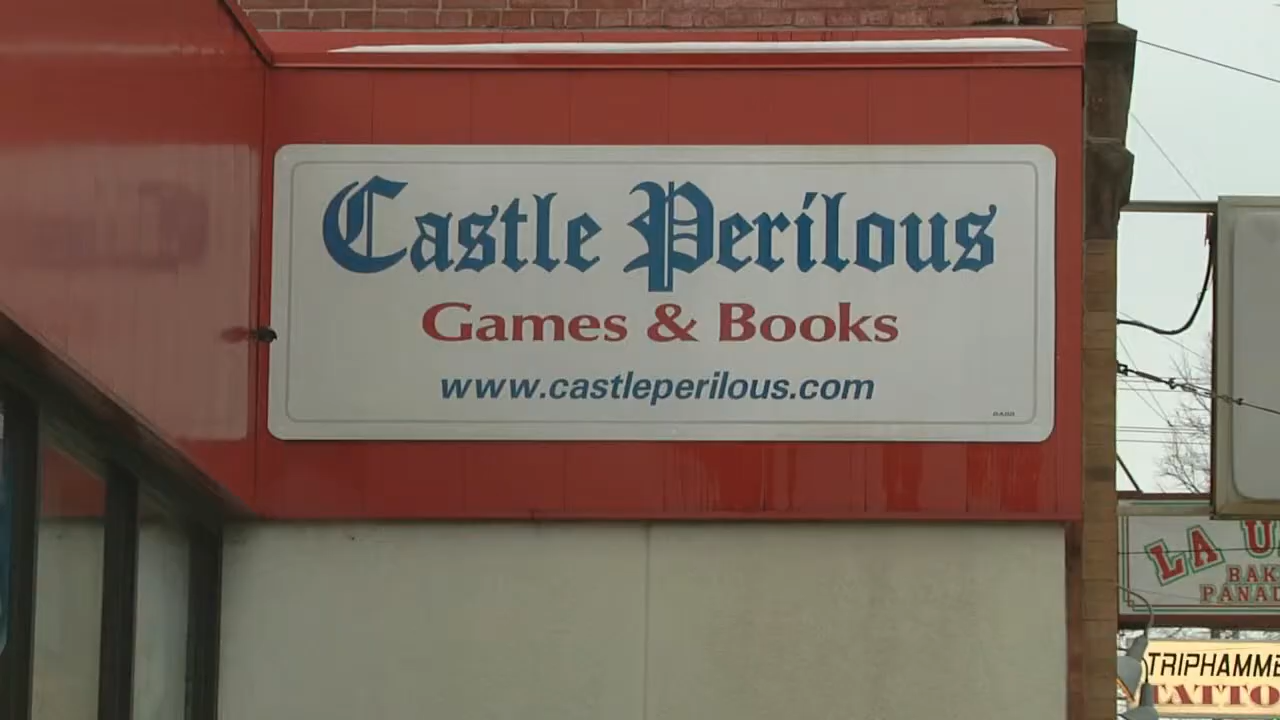 Castle Perilous
Games & Books
www.castleperilous.com
LA U
BAK
PANAD
TRIPHAMME
TATTO